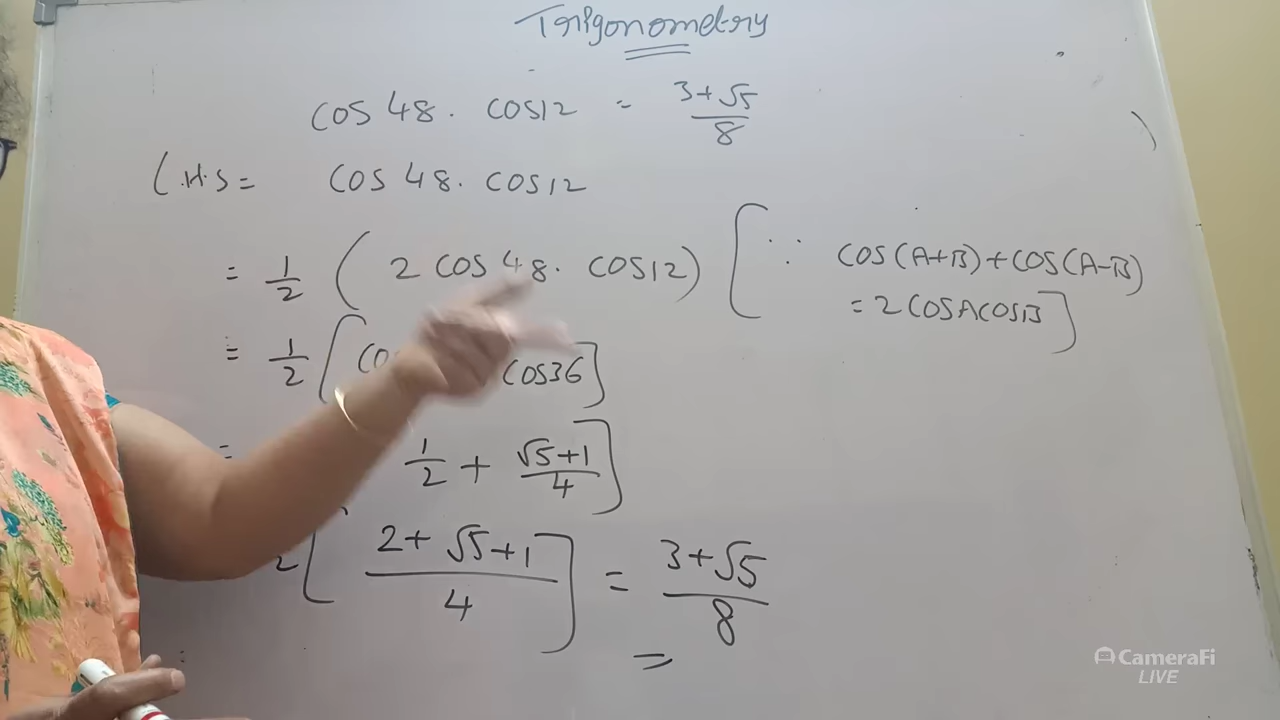 Trigonometry
cos 48. cos12 = 3+√5/8
L.H.S = cos 48. cos12
= 1/2 ( 2 cos 48. cos12) [ ∵ cos(A+B)+cos(A-B)
= 2 cosAcosB ]
= 1/2 [ cos36 ]
= 1/2 + √5+1/4 ]
2 [ 2+√5+1/4 ] = 3+√5/8
CameraFi
LIVE